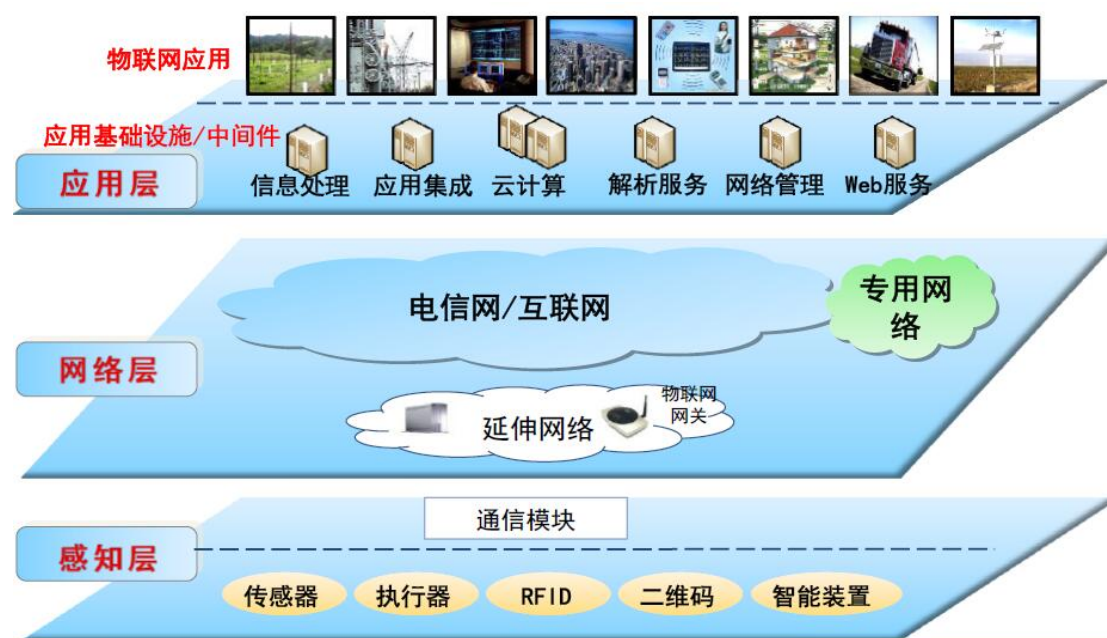 物联网应用
应用基础设施/中间件
应用层
信息处理
应用集成
云计算
解析服务
网络管理
Web服务
电信网/互联网
专用网
络
网络层
物联网
网关
延伸网络
通信模块
感知层
传感器
执行器
RFID
二维码
智能装置